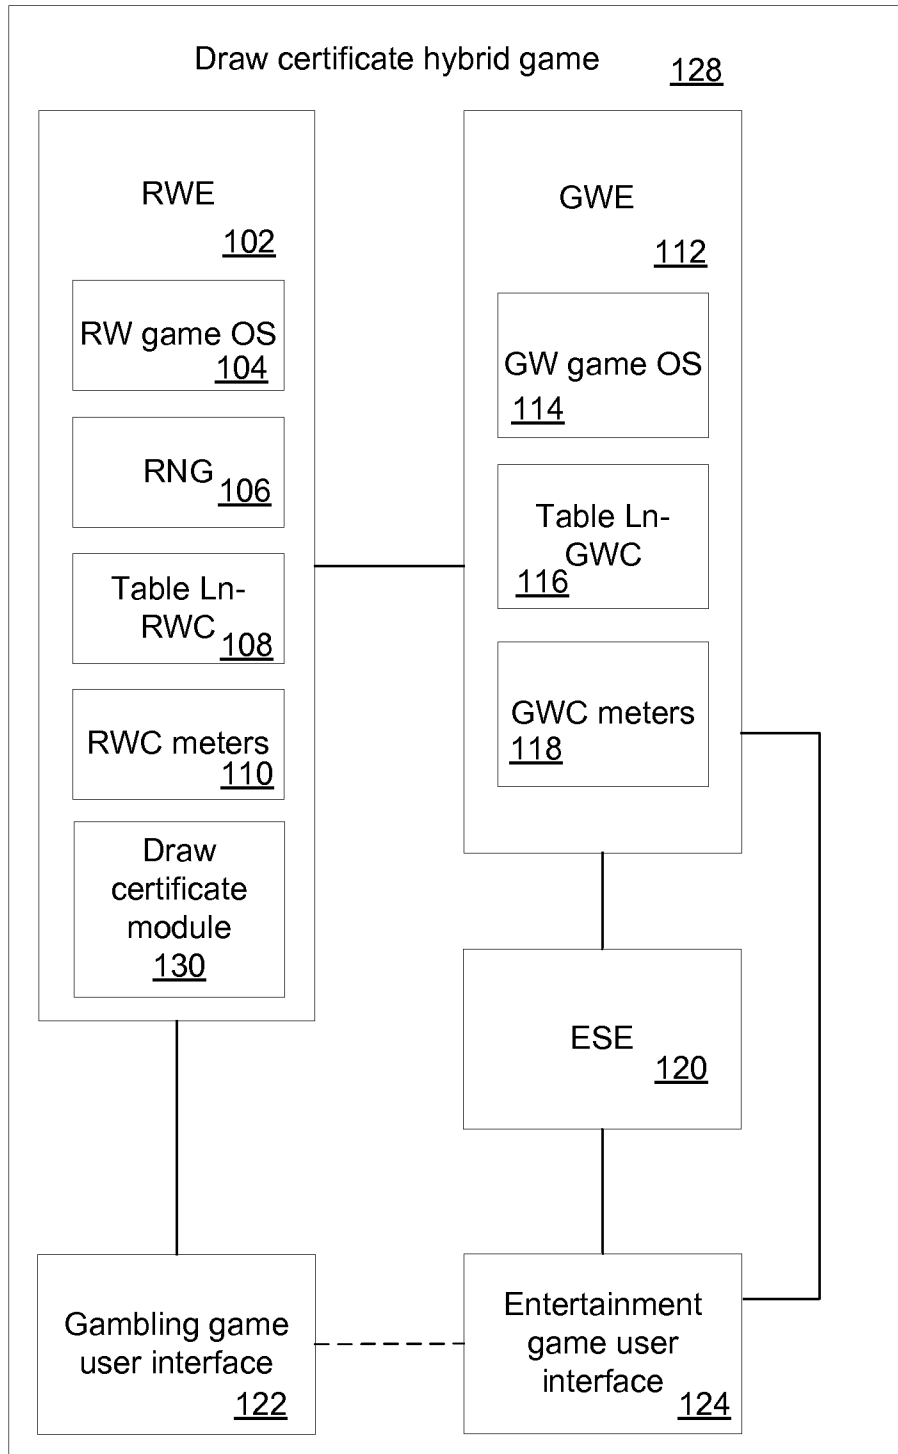 Draw certificate hybrid game
128
RWE
102
RW game OS
104
RNG
106
Table Ln-
RWC
108
RWC meters
110
Draw
certificate
module
130
GWE
112
GW game OS
114
Table Ln-
GWC
116
GWC meters
118
ESE
120
Gambling game
user interface
122
Entertainment
game user
interface
124